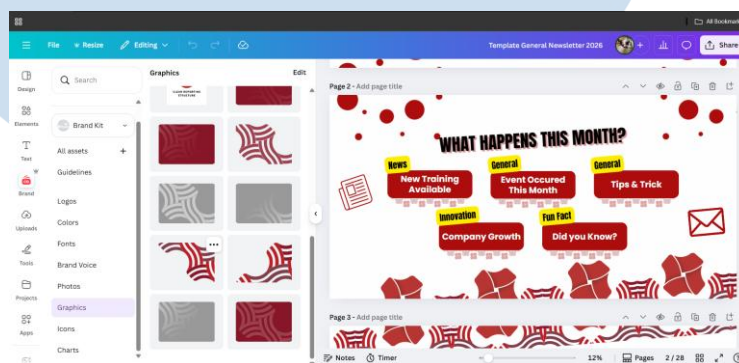 All Bookmark
File
Resize
Editing
Template General Newsletter 2026
Share
Design
Elements
Text
Brand
Uploads
Tools
Projects
Apps
Search
Brand Kit
All assets
Guidelines
Logos
Colors
Fonts
Brand Voice
Photos
Graphics
Icons
Charts
Graphics Edit
CLEAR REPORTING
STRUCTURE
Page 2 - Add page title
WHAT HAPPENS THIS MONTH?
News
New Training
Available
General
Event Occured
This Month
General
Tips & Trick
Innovation
Company Growth
Fun Fact
Did you Know?
Page 3 - Add page title
Notes Timer 12% Pages 2 / 28